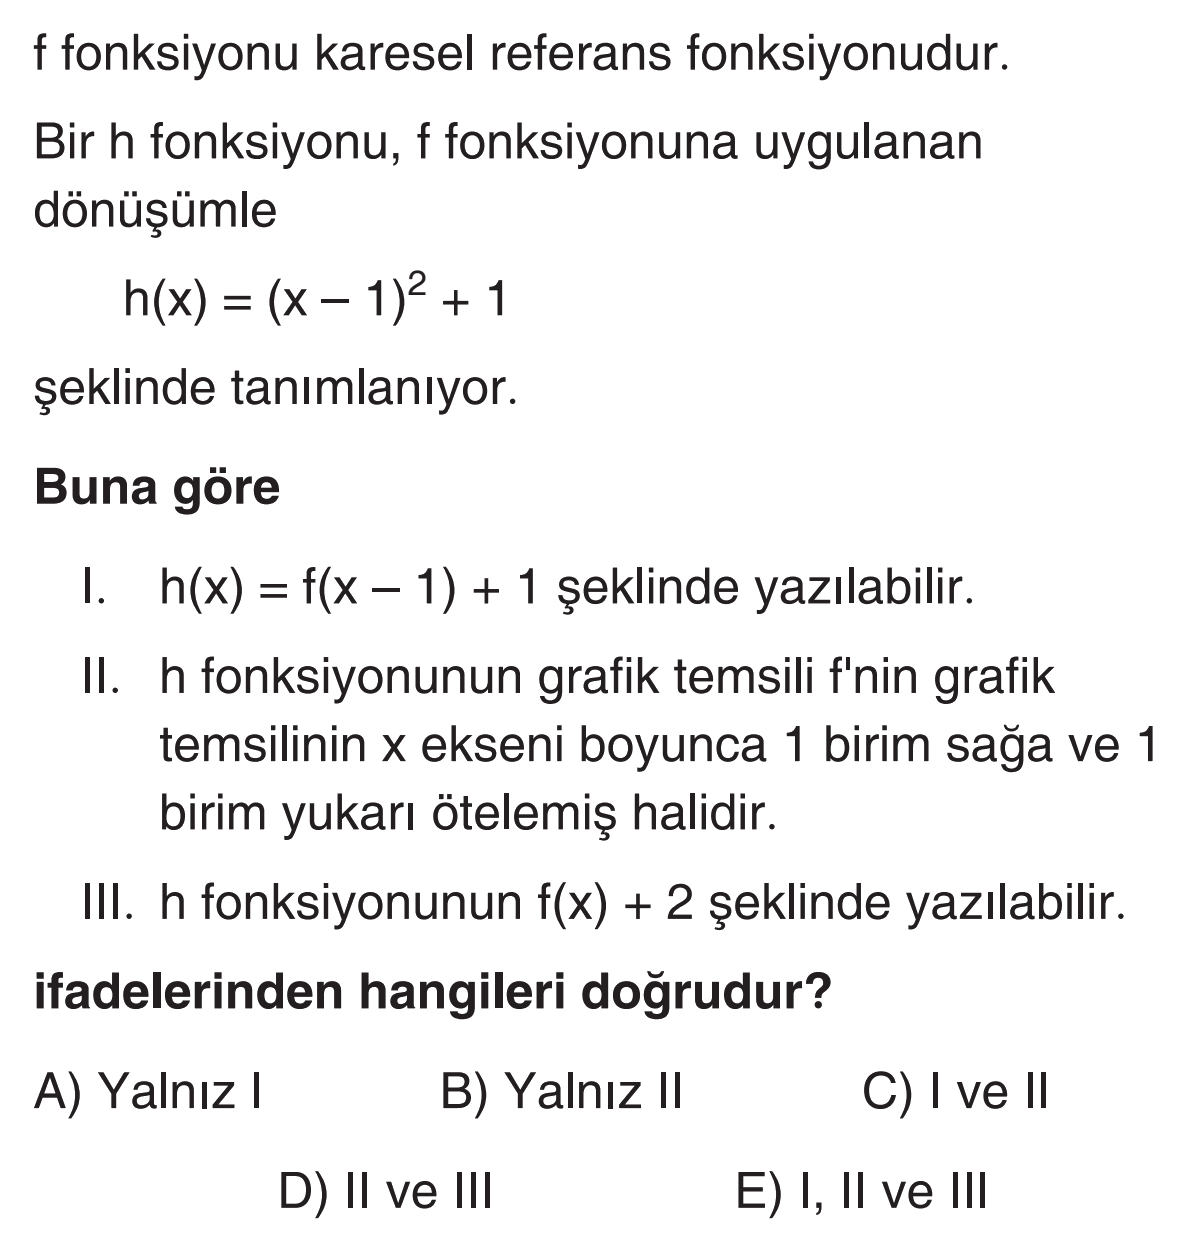 f fonksiyonu karesel referans fonksiyonudur.
Bir h fonksiyonu, f fonksiyonuna uygulanan
dönüşümle
h(x) = (x – 1)² + 1
şeklinde tanımlanıyor.
Buna göre
I. h(x) = f(x – 1) + 1 şeklinde yazılabilir.
II. h fonksiyonunun grafik temsili f'nin grafik
temsilinin x ekseni boyunca 1 birim sağa ve 1
birim yukarı ötelemiş halidir.
III. h fonksiyonunun f(x) + 2 şeklinde yazılabilir.
ifadelerinden hangileri doğrudur?
A) Yalnız I B) Yalnız II C) I ve II
D) II ve III E) I, II ve III